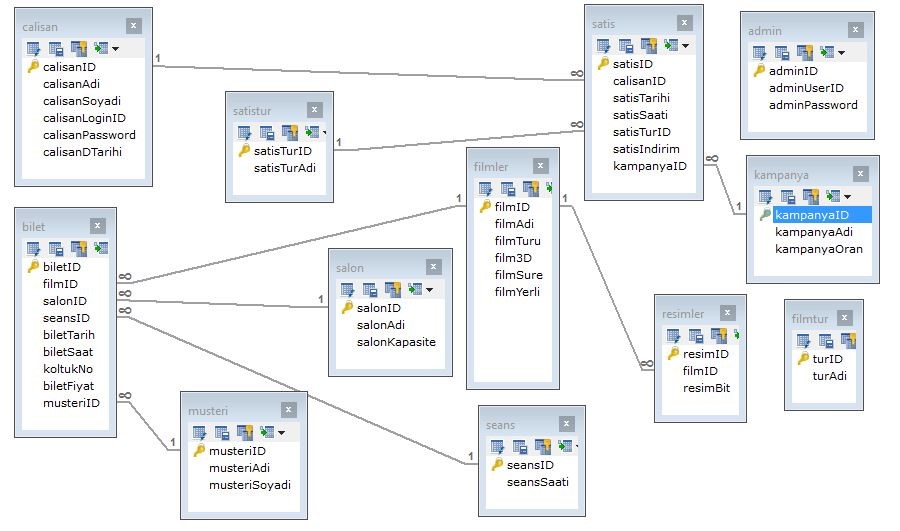 calisan
calisanID
calisanAdi
calisanSoyadi
calisanLoginID
calisanPassword
calisanDTarihi
satis
satisID
calisanID
satisTarihi
satisSaati
satisTurID
satisIndirim
kampanyaID
admin
adminID
adminUserID
adminPassword
satistur
satisTurID
satisTurAdi
filmler
filmID
filmAdi
filmTuru
film3D
filmSure
filmYerli
kampanya
kampanyaID
kampanyaAdi
kampanyaOran
bilet
biletID
filmID
salonID
seansID
biletTarih
biletSaat
koltukNo
biletFiyat
musteriID
salon
salonID
salonAdi
salonKapasite
resimler
resimID
filmID
resimBit
filmtur
turID
turAdi
musteri
musteriID
musteriAdi
musteriSoyadi
seans
seansID
seansSaati
1
∞
1
∞
∞
1
1
∞
1
∞
∞
1
∞
1
∞
1